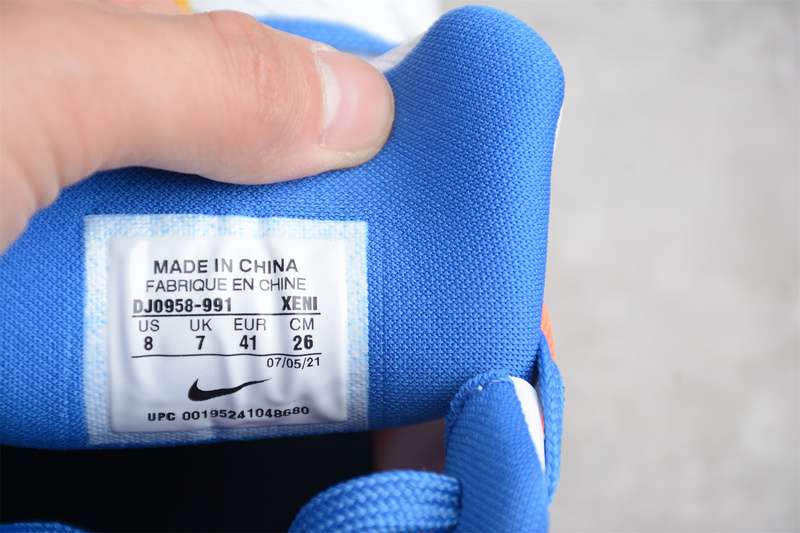 MADE IN CHINA
FABRIQUE EN CHINE
DJ0958-991 XENI
US UK EUR CM
8 7 41 26
07/05/21
UPC 00195241048680